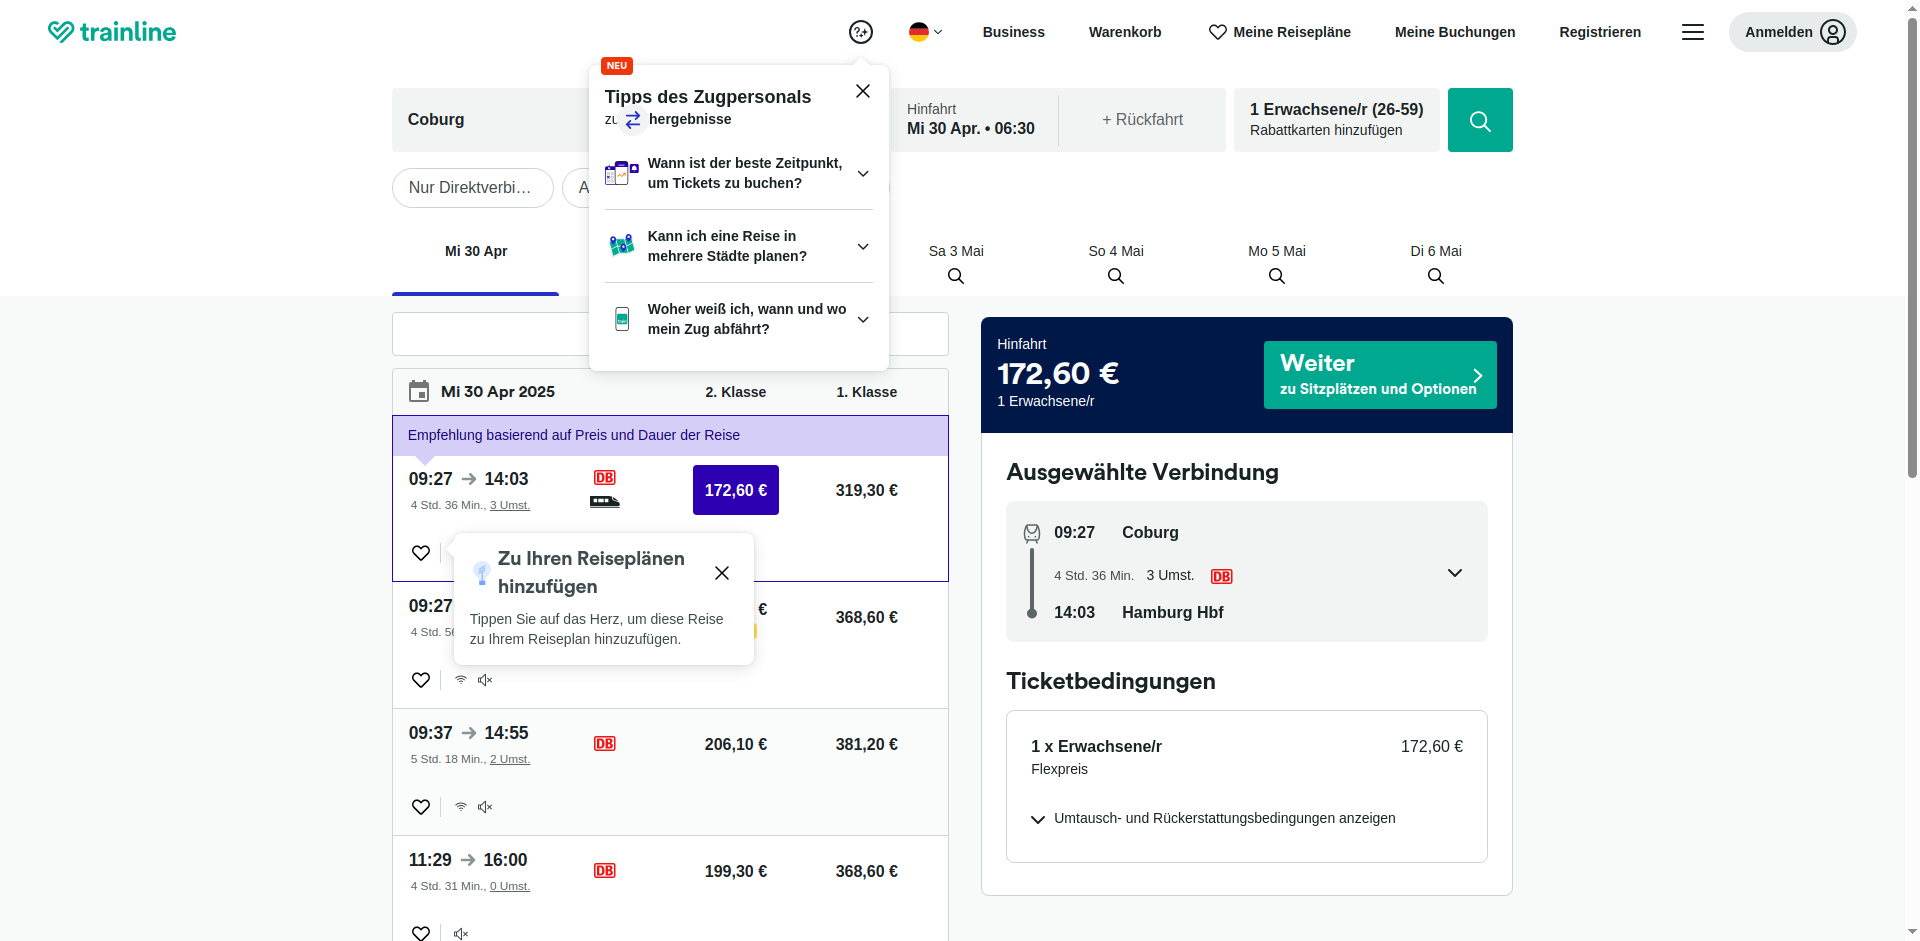 trainline
Business
Warenkorb
Meine Reisepläne
Meine Buchungen
Registrieren
Anmelden
NEU
Tipps des Zugpersonals
zu
hergebnisse
Wann ist der beste Zeitpunkt,
um Tickets zu buchen?
Kann ich eine Reise in
mehrere Städte planen?
Woher weiß ich, wann und wo
mein Zug abfährt?
Coburg
Hinfahrt
Mi 30 Apr. • 06:30
+ Rückfahrt
1 Erwachsene/r (26-59)
Rabattkarten hinzufügen
Nur Direktverbi…
A
Mi 30 Apr
Sa 3 Mai
So 4 Mai
Mo 5 Mai
Di 6 Mai
Mi 30 Apr 2025
2. Klasse
1. Klasse
Empfehlung basierend auf Preis und Dauer der Reise
09:27 → 14:03
DB
172,60 €
319,30 €
4 Std. 36 Min., 3 Umst.
Zu Ihren Reiseplänen
hinzufügen
Tippen Sie auf das Herz, um diese Reise
zu Ihrem Reiseplan hinzuzufügen.
09:27
€
368,60 €
4 Std. 56
09:37 → 14:55
DB
206,10 €
381,20 €
5 Std. 18 Min., 2 Umst.
11:29 → 16:00
DB
199,30 €
368,60 €
4 Std. 31 Min., 0 Umst.
Hinfahrt
172,60 €
1 Erwachsene/r
Weiter
zu Sitzplätzen und Optionen
Ausgewählte Verbindung
09:27 Coburg
4 Std. 36 Min. 3 Umst. DB
14:03 Hamburg Hbf
Ticketbedingungen
1 x Erwachsene/r 172,60 €
Flexpreis
Umtausch- und Rückerstattungsbedingungen anzeigen